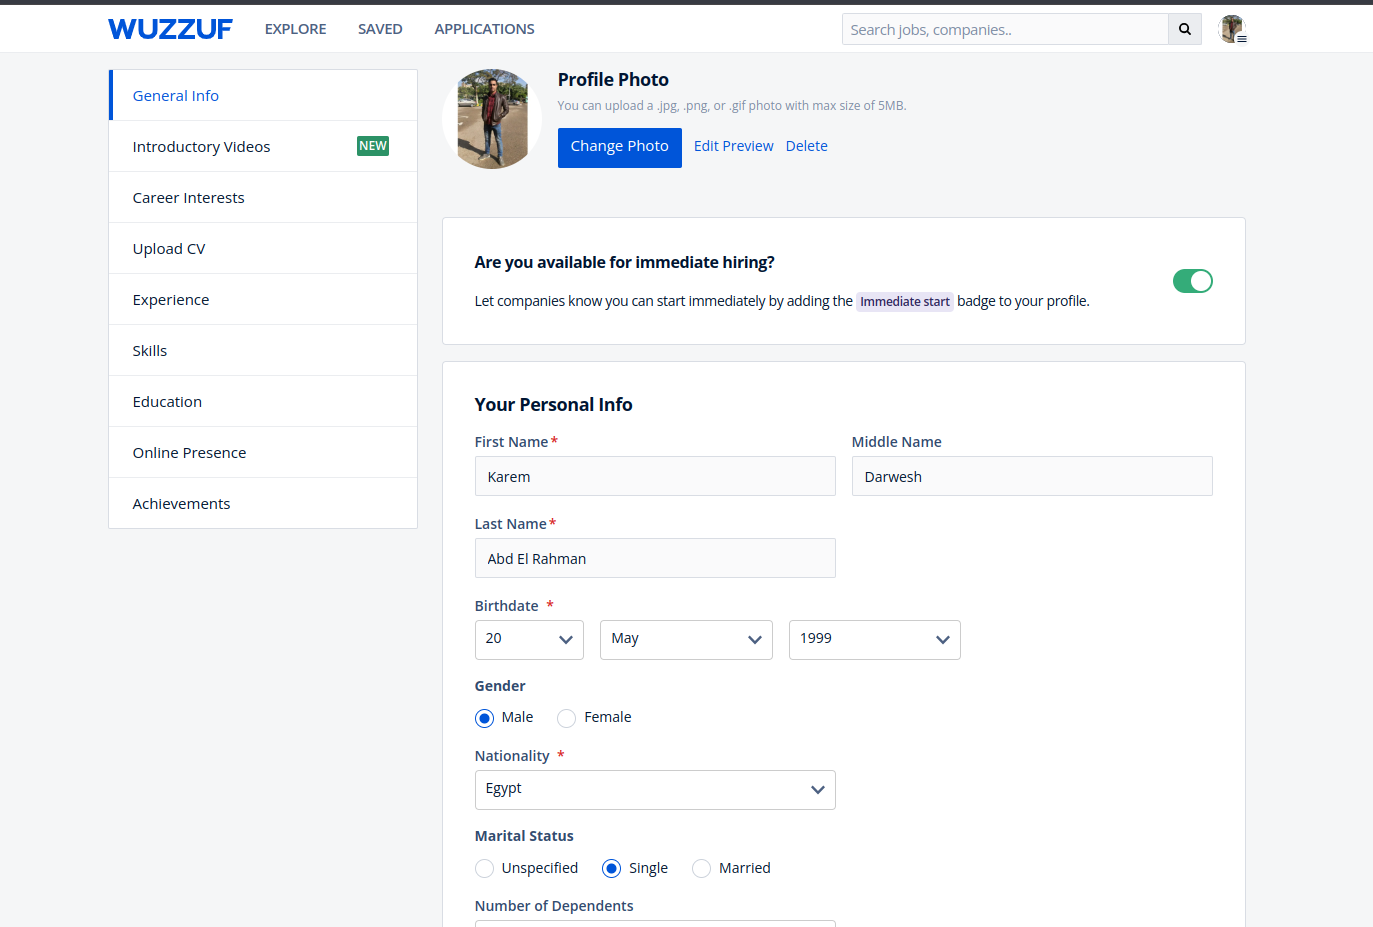 WUZZUF EXPLORE SAVED APPLICATIONS Search jobs, companies..
General Info
Introductory Videos NEW
Career Interests
Upload CV
Experience
Skills
Education
Online Presence
Achievements
Profile Photo
You can upload a .jpg, .png, or .gif photo with max size of 5MB.
Change Photo Edit Preview Delete
Are you available for immediate hiring?
Let companies know you can start immediately by adding the Immediate start badge to your profile.
Your Personal Info
First Name* Middle Name
Karem Darwesh
Last Name*
Abd El Rahman
Birthdate *
20 May 1999
Gender
Male Female
Nationality *
Egypt
Marital Status
Unspecified Single Married
Number of Dependents